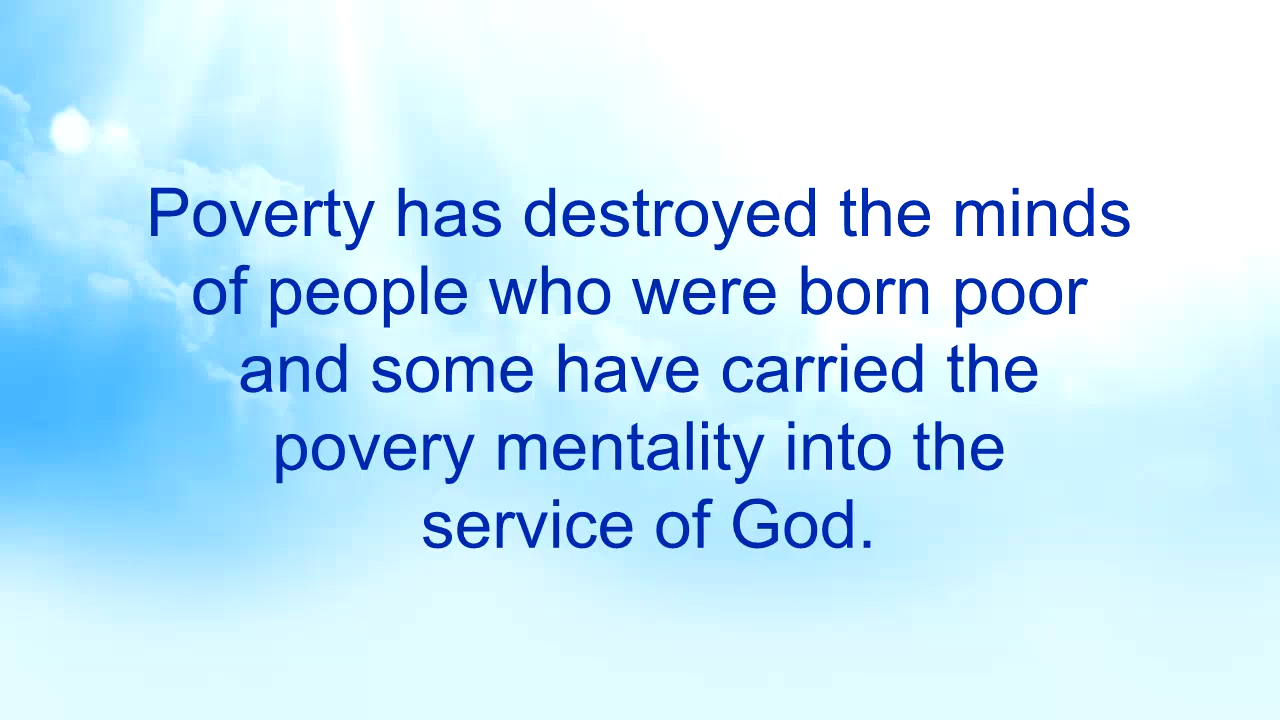 Poverty has destroyed the minds
of people who were born poor
and some have carried the
povery mentality into the
service of God.